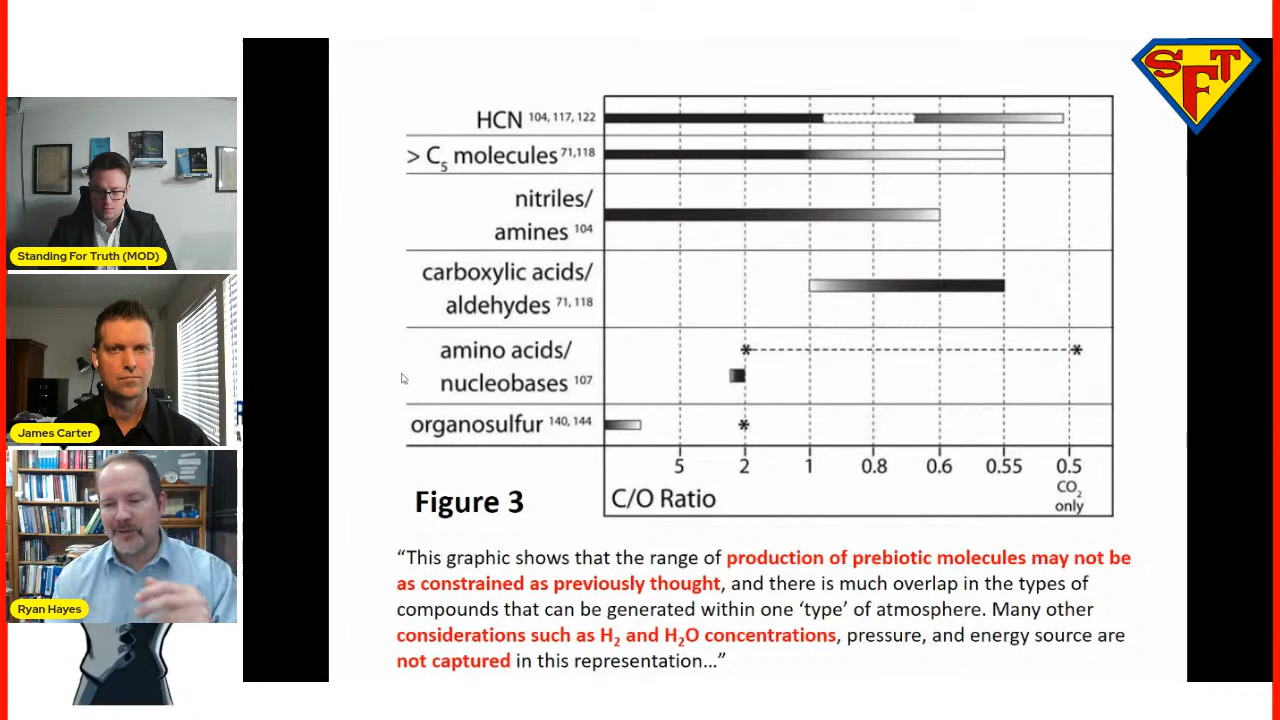 SFT
HCN 104, 117, 122
> C5 molecules 71,118
nitriles/
amines 104
carboxylic acids/
aldehydes 71, 118
amino acids/
nucleobases 107
organosulfur 140, 144
* *
*
5 2 1 0.8 0.6 0.55 0.5
CO2
only
C/O Ratio
Figure 3
“This graphic shows that the range of production of prebiotic molecules may not be
as constrained as previously thought, and there is much overlap in the types of
compounds that can be generated within one ‘type’ of atmosphere. Many other
considerations such as H2 and H2O concentrations, pressure, and energy source are
not captured in this representation…”
Standing For Truth (MOD)
James Carter
Ryan Hayes